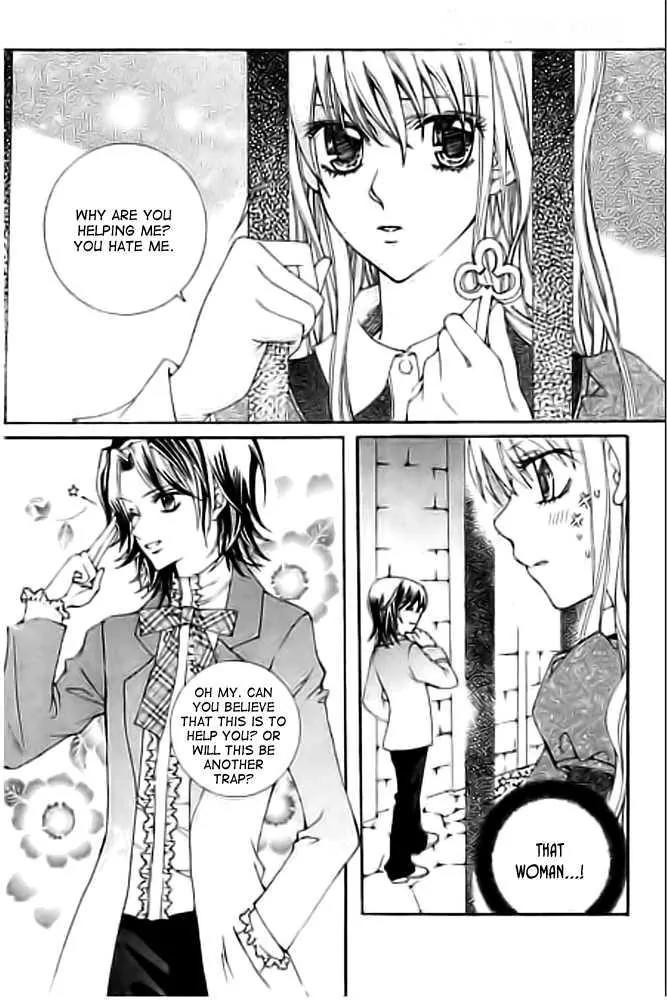 WHY ARE YOU
HELPING ME?
YOU HATE ME.
OH MY. CAN
YOU BELIEVE
THAT THIS IS TO
HELP YOU? OR
WILL THIS BE
ANOTHER
TRAP?
THAT
WOMAN...!